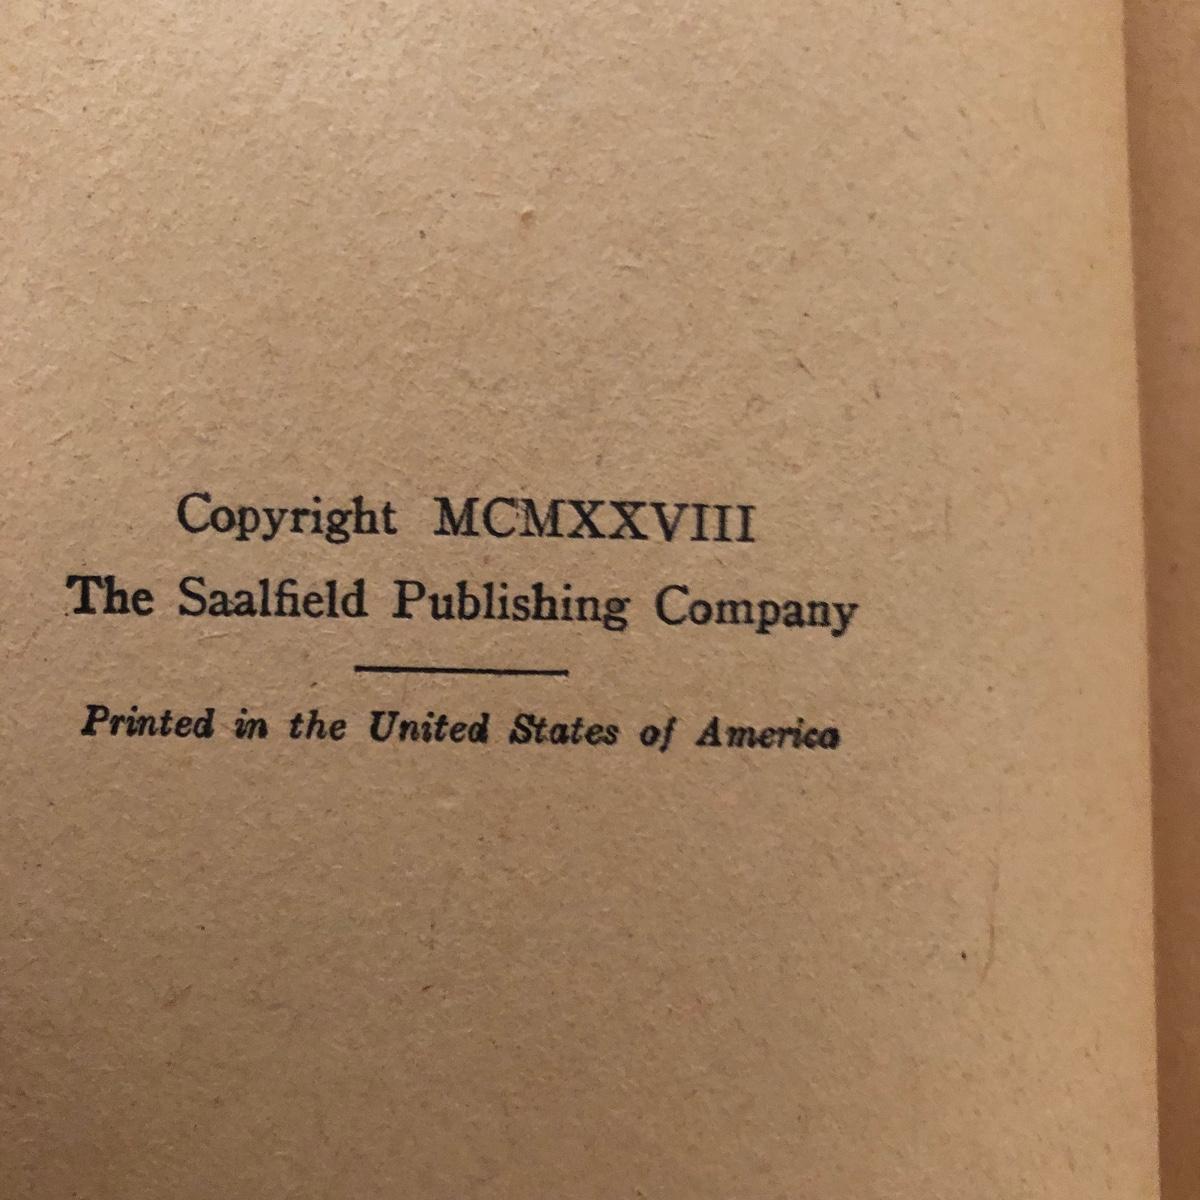 Copyright MCMXXVIII
The Saalfield Publishing Company
Printed in the United States of America